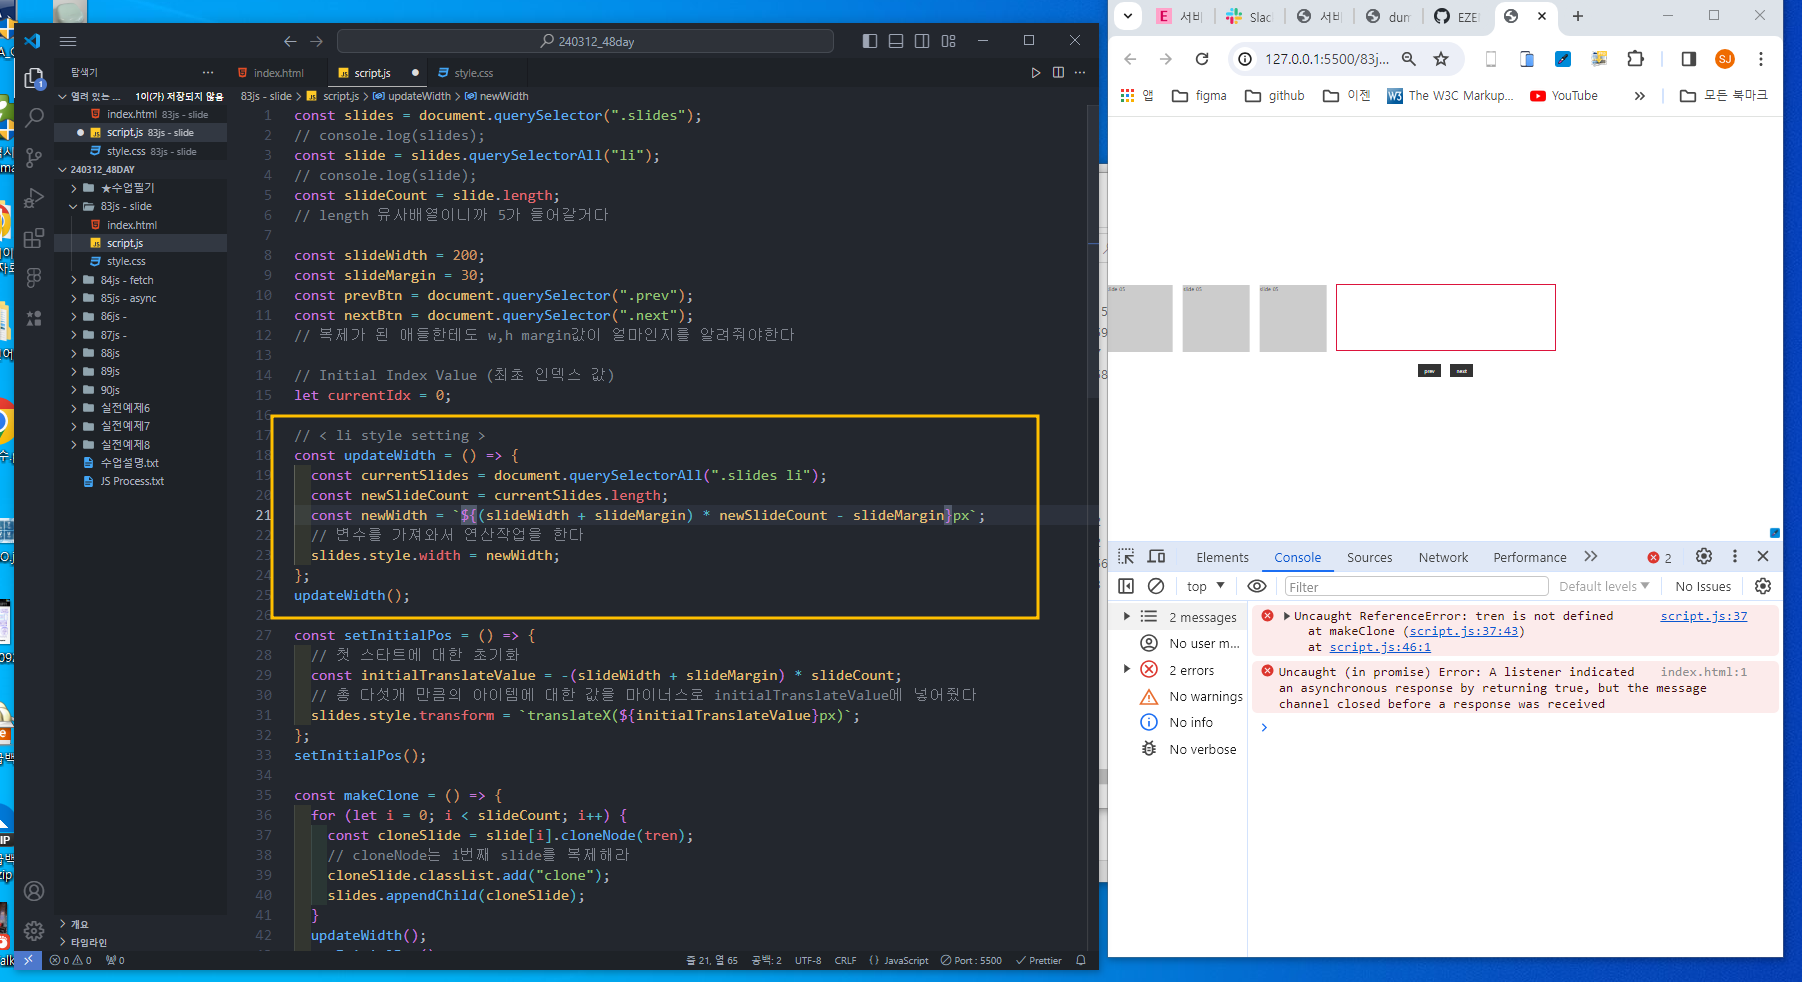 240312_48day
탐색기
index.html
script.js
style.css
열려 있는 ... 1이(가) 저장되지 않음
index.html 83js - slide
script.js 83js - slide
style.css 83js - slide
240312_48DAY
★수업필기
83js - slide
index.html
script.js
style.css
84js - fetch
85js - async
86js -
87js -
88js
89js
90js
실전예제6
실전예제7
실전예제8
수업설명.txt
JS Process.txt
개요
타임라인
83js - slide > script.js > updateWidth > newWidth
1 const slides = document.querySelector(".slides");
2 // console.log(slides);
3 const slide = slides.querySelectorAll("li");
4 // console.log(slide);
5 const slideCount = slide.length;
6 // length 유사배열이니까 5가 들어갈거다
7
8 const slideWidth = 200;
9 const slideMargin = 30;
10 const prevBtn = document.querySelector(".prev");
11 const nextBtn = document.querySelector(".next");
12 // 복제가 된 애들한테도 w,h margin값이 얼마인지를 알려줘야한다
13
14 // Initial Index Value (최초 인덱스 값)
15 let currentIdx = 0;
16
17 // < li style setting >
18 const updateWidth = () => {
19 const currentSlides = document.querySelectorAll(".slides li");
20 const newSlideCount = currentSlides.length;
21 const newWidth = `${(slideWidth + slideMargin) * newSlideCount - slideMargin}px`;
22 // 변수를 가져와서 연산작업을 한다
23 slides.style.width = newWidth;
24 };
25 updateWidth();
26
27 const setInitialPos = () => {
28 // 첫 스타트에 대한 초기화
29 const initialTranslateValue = -(slideWidth + slideMargin) * slideCount;
30 // 총 다섯개 만큼의 아이템에 대한 값을 마이너스로 initialTranslateValue에 넣어줬다
31 slides.style.transform = `translateX(${initialTranslateValue}px)`;
32 };
33 setInitialPos();
34
35 const makeClone = () => {
36 for (let i = 0; i < slideCount; i++) {
37 const cloneSlide = slide[i].cloneNode(tren);
38 // cloneNode는 i번째 slide를 복제해라
39 cloneSlide.classList.add("clone");
40 slides.appendChild(cloneSlide);
41 }
42 updateWidth();
0 0 0
줄 21, 열 65 공백: 2 UTF-8 CRLF {} JavaScript Port : 5500 Prettier
E 서비
Slac
서비
dun
EZE
127.0.0.1:5500/83j...
SJ
앱 figma github 이젠 The W3C Markup... YouTube » 모든 북마크
slide 05
slide 05
slide 05
prev next
Elements Console Sources Network Performance 2
top Filter Default levels No Issues
2 messages
No user m...
2 errors
No warnings
No info
No verbose
Uncaught ReferenceError: tren is not defined script.js:37
at makeClone (script.js:37:43)
at script.js:46:1
Uncaught (in promise) Error: A listener indicated index.html:1
an asynchronous response by returning true, but the message
channel closed before a response was received